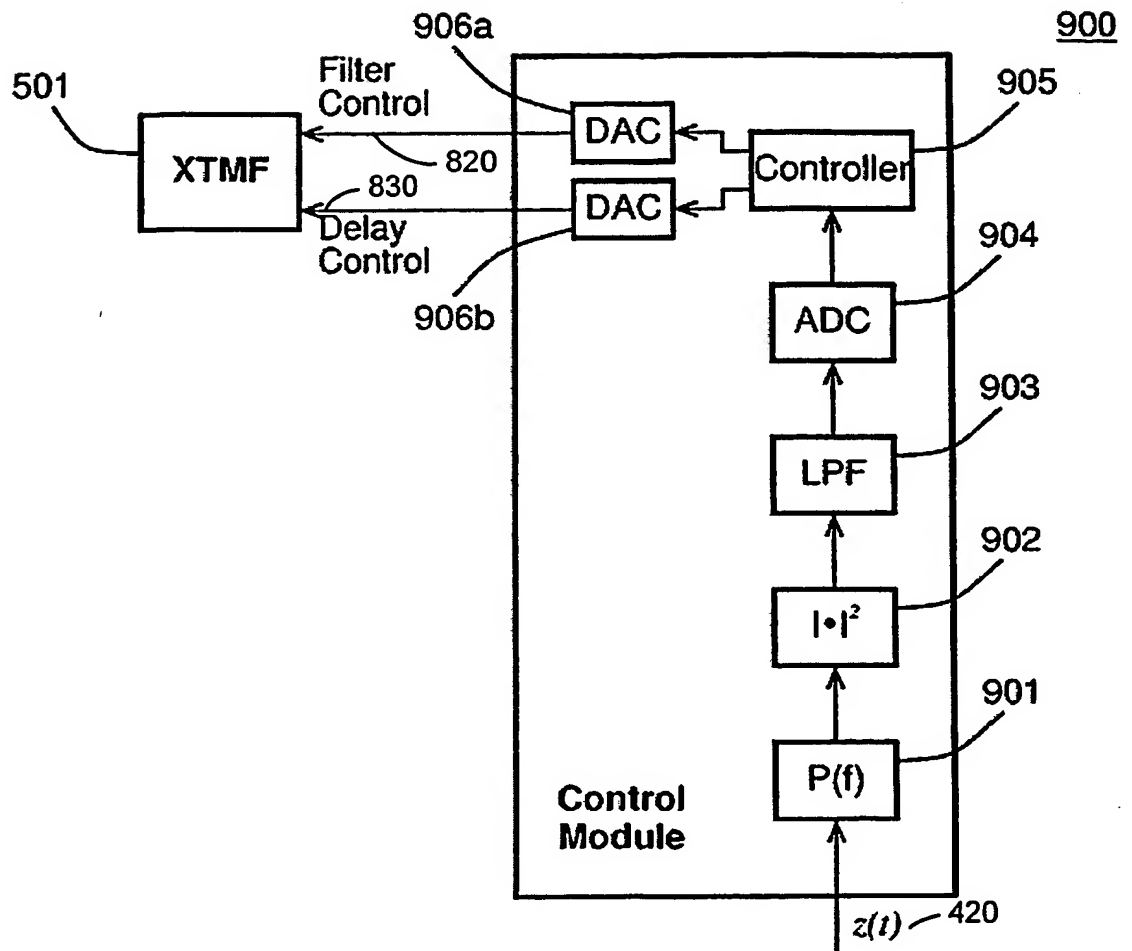 900
906a
905
501
Filter
Control
DAC
Controller
XTMF
820
830
DAC
Delay
Control
904
906b
ADC
903
LPF
902
|•|²
901
P(f)
Control
Module
z(t)
420